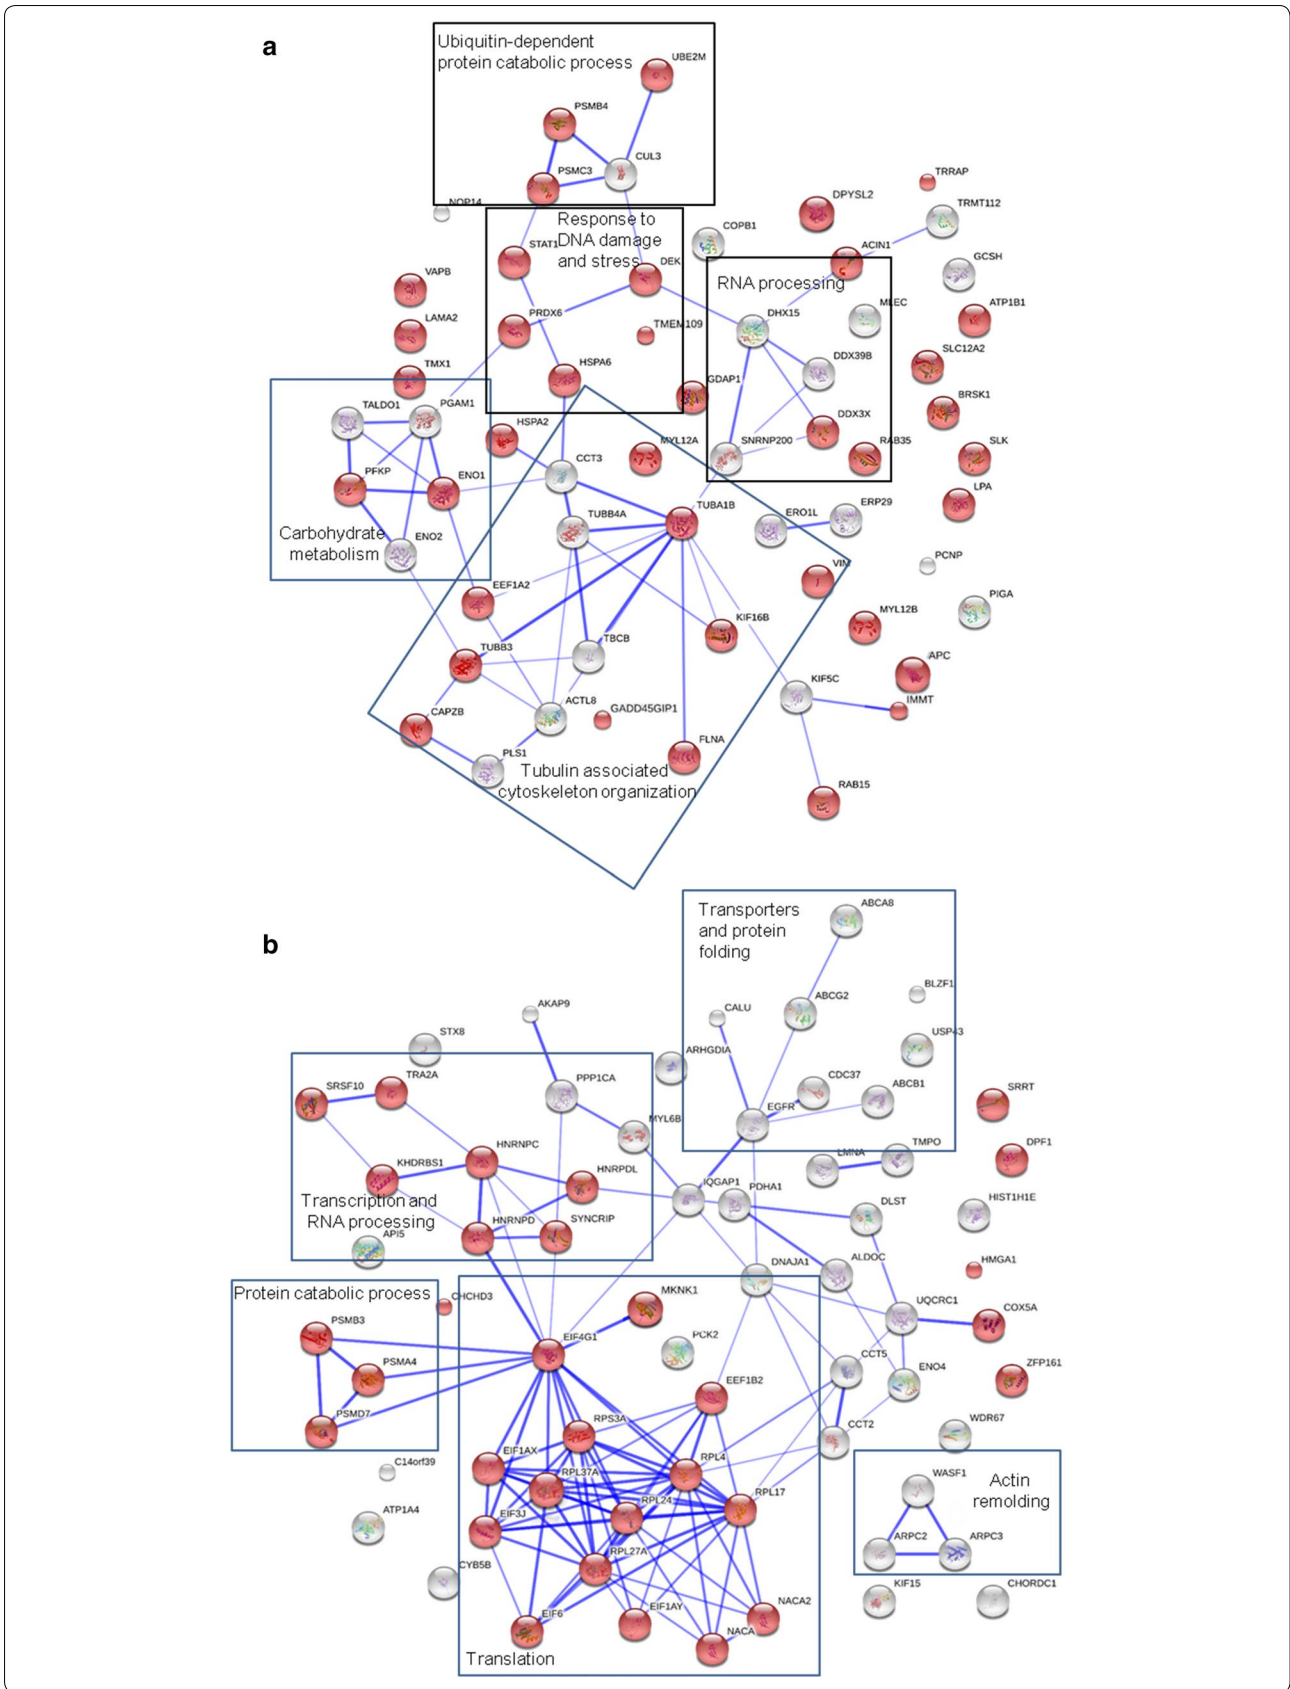 a
Ubiquitin-dependent
protein catabolic process
UBE2M
PSMB4
CUL3
PSMC3
NOP14
TRRAP
DPYSL2
TRMT112
Response to
DNA damage
and stress
STAT1
DEK
COPB1
ACIN1
GCSH
VAPB
RNA processing
MLEC
ATP1B1
LAMA2
PRDX6
TMEM109
DHX15
SLC12A2
TMX1
HSPA6
GDAP1
DDX39B
BRSK1
TALDO1
PGAM1
HSPA2
MYL12A
DDX3X
SNRNP200
RAB35
SLK
PFKP
ENO1
CCT3
LPA
TUBB4A
TUBA1B
ERO1L
ERP29
Carbohydrate
metabolism
ENO2
PCNP
EEF1A2
VIM
PIGA
KIF16B
MYL12B
TUBB3
TBCB
APC
KIF5C
IMMT
CAPZB
ACTL8
GADD45GIP1
PLS1
FLNA
Tubulin associated
cytoskeleton organization
RAB15
b
Transporters
and protein
folding
ABCA8
BLZF1
AKAP9
CALU
ABCG2
STX8
USP43
ARHGDIA
SRSF10
TRA2A
PPP1CA
CDC37
ABCB1
SRRT
MYL6B
EGFR
HNRNPC
LMNA
TMPO
DPF1
KHDRBS1
HNRPDL
IQGAP1
PDHA1
Transcription and
RNA processing
HNRNPD
SYNCRIP
DLST
HIST1H1E
API5
DNAJA1
ALDOC
HMGA1
Protein catabolic process
CHCHD3
MKNK1
UQCRC1
COX5A
PSMB3
EIF4G1
PCK2
PSMA4
CCT5
ENO4
ZFP161
EEF1B2
PSMD7
RPS3A
CCT2
WDR67
EIF1AX
RPL4
C14orf39
RPL37A
RPL24
RPL17
WASF1
Actin
remolding
ATP1A4
EIF3J
ARPC2
ARPC3
RPL27A
CYB5B
KIF15
CHORDC1
EIF6
EIF1AY
NACA2
NACA
Translation